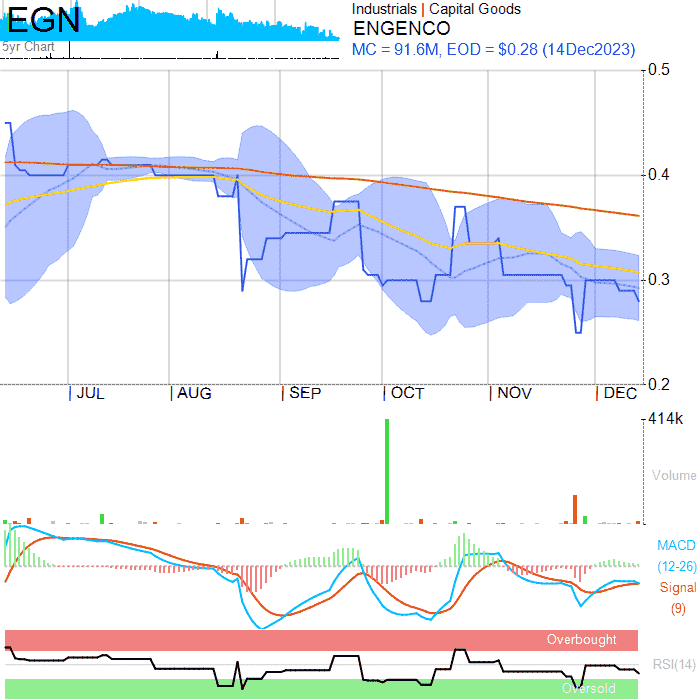 EGN
5yr Chart
Industrials | Capital Goods
ENGENCO
MC = 91.6M, EOD = $0.28 (14Dec2023)
0.5
0.4
0.3
0.2
JUL
AUG
SEP
OCT
NOV
DEC
414k
Volume
MACD
(12-26)
Signal
(9)
Overbought
RSI(14)
Oversold